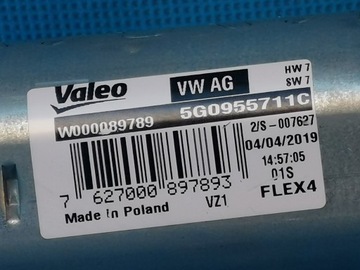 Valeo VW AG HW 7
SW 7
W000089789 5G0955711C
2/S-007627
04/04/2019
14:57:05
01S
7 627000 897893
FLEX4
Made in Poland VZ1